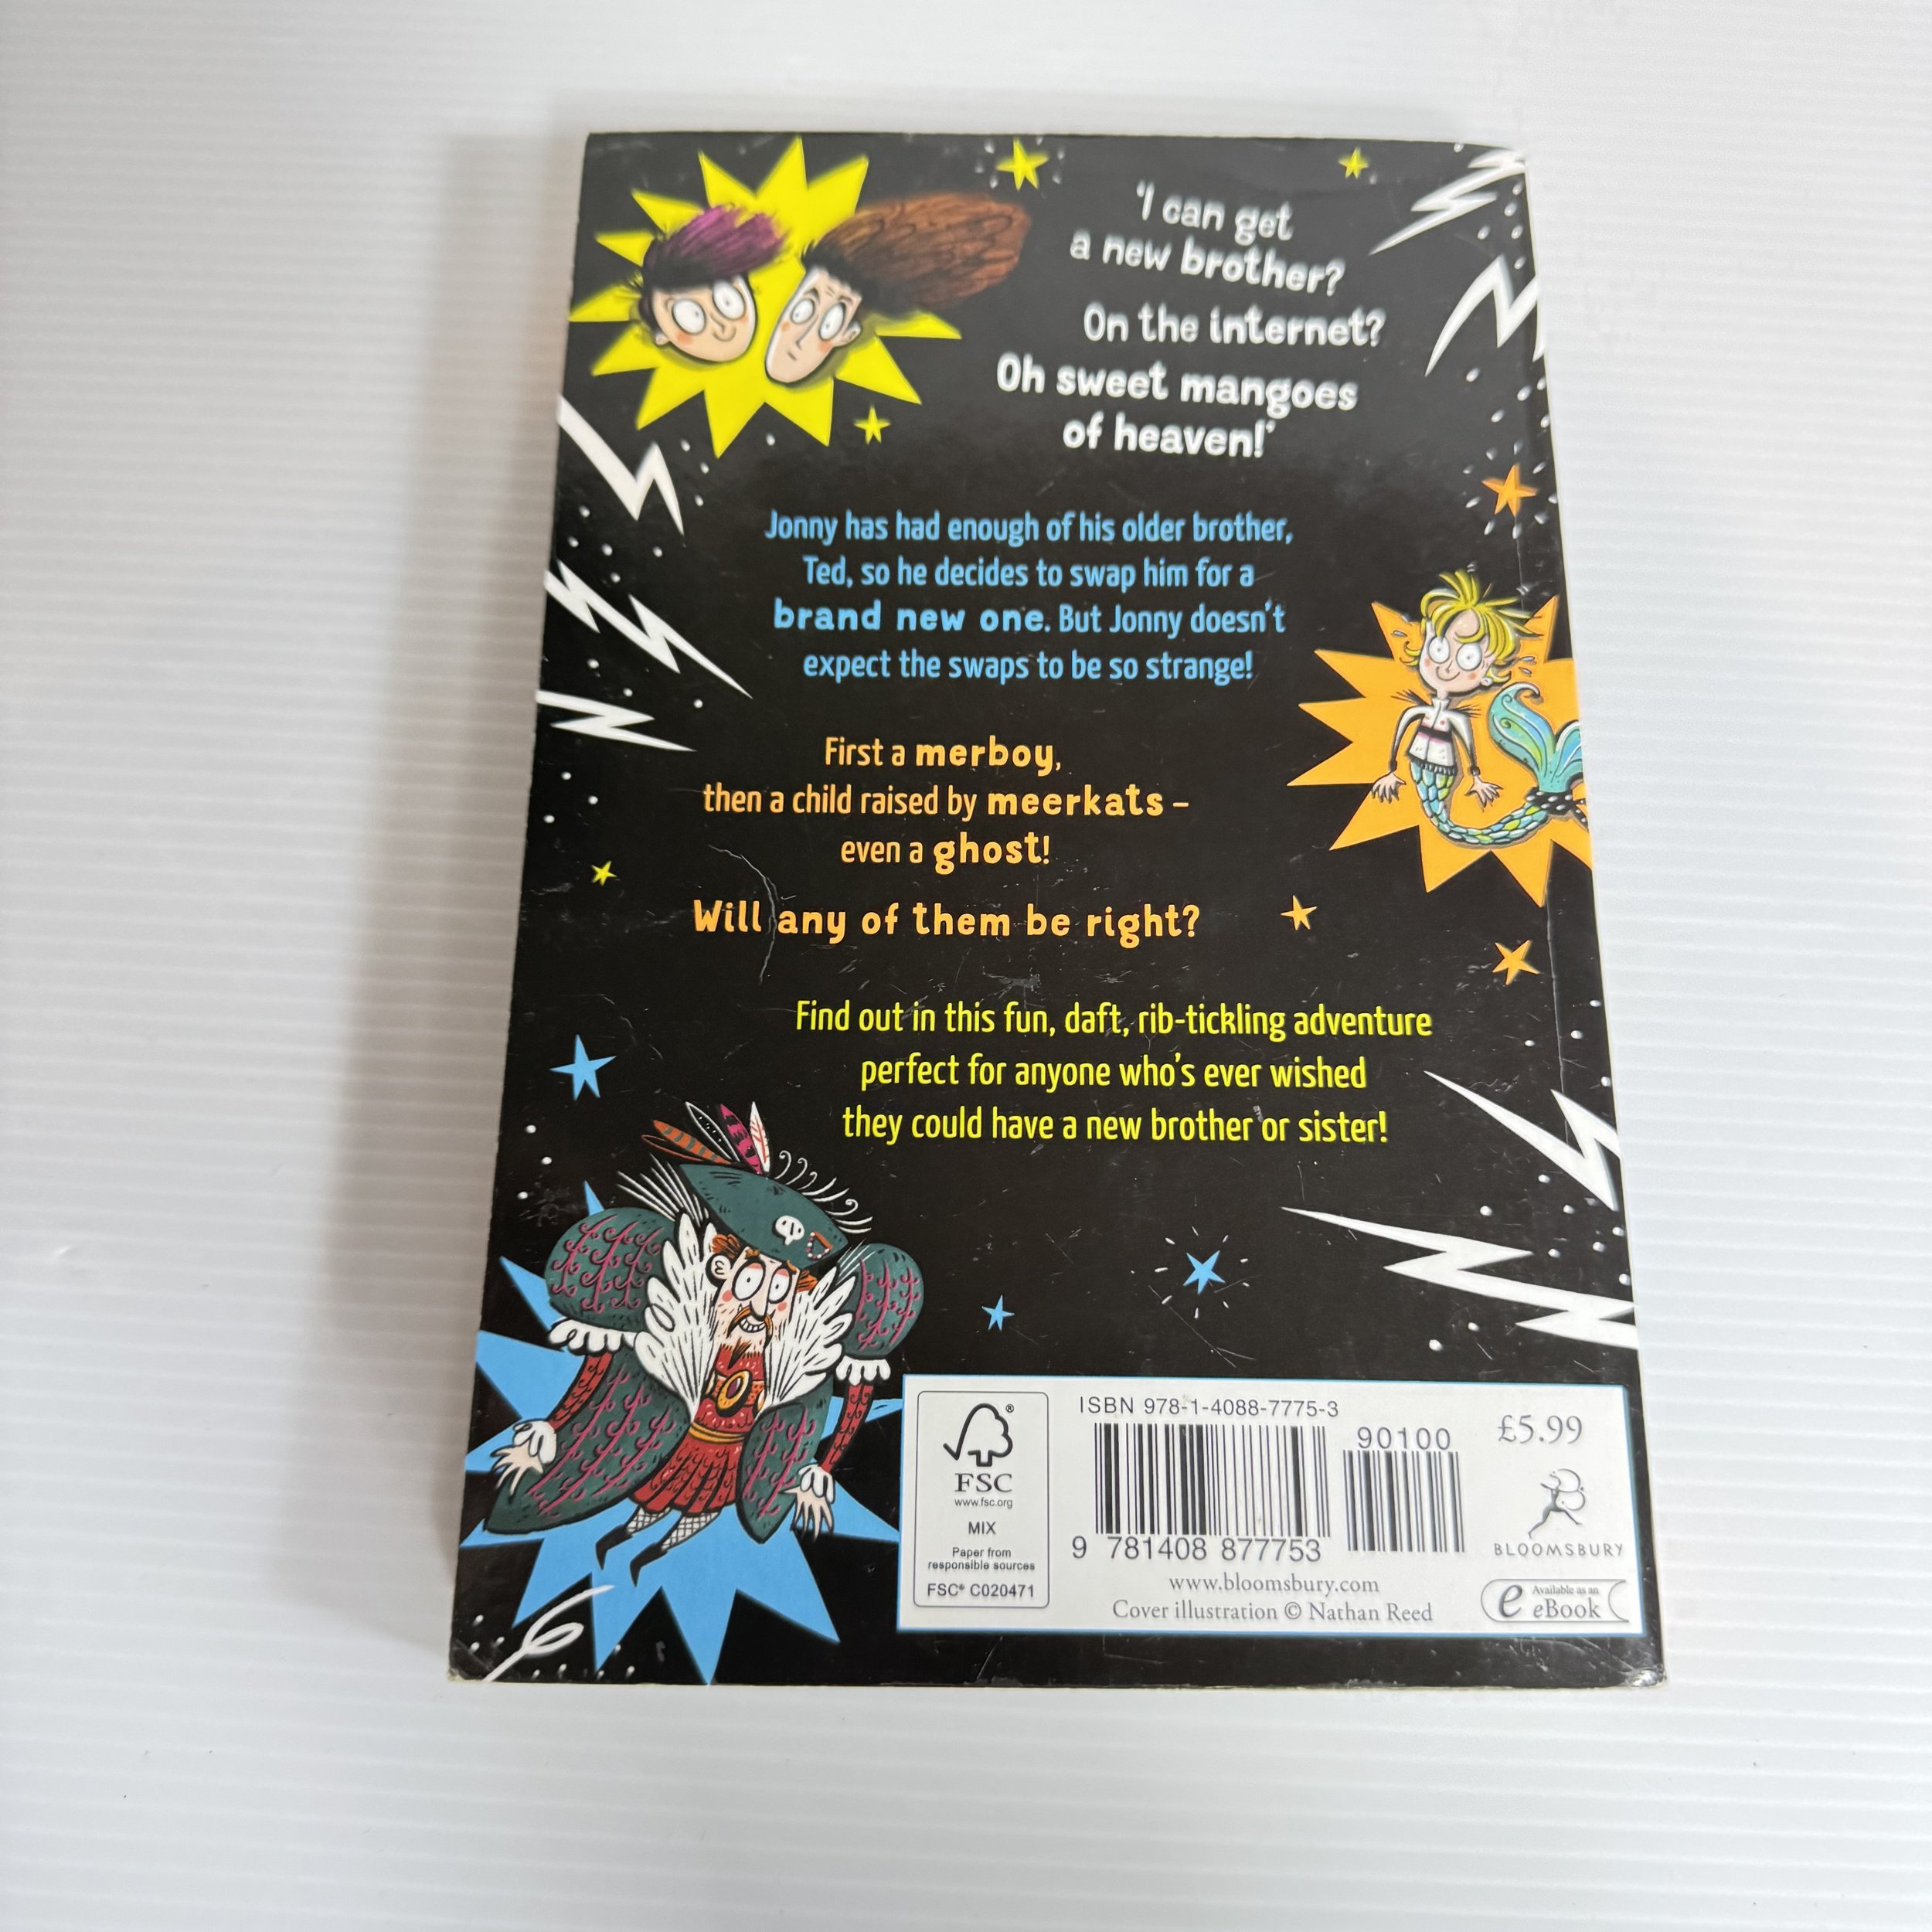 ‘I can get
a new brother?
On the internet?
Oh sweet mangoes
of heaven!’
Jonny has had enough of his older brother,
Ted, so he decides to swap him for a
brand new one. But Jonny doesn’t
expect the swaps to be so strange!
First a merboy,
then a child raised by meerkats –
even a ghost!
Will any of them be right?
Find out in this fun, daft, rib-tickling adventure
perfect for anyone who’s ever wished
they could have a new brother or sister!
FSC®
www.fsc.org
MIX
Paper from
responsible sources
FSC® C020471
ISBN 978-1-4088-7775-3
90100
9 781408 877753
www.bloomsbury.com
Cover illustration © Nathan Reed
£5.99
B
BLOOMSBURY
e Available as an
eBook